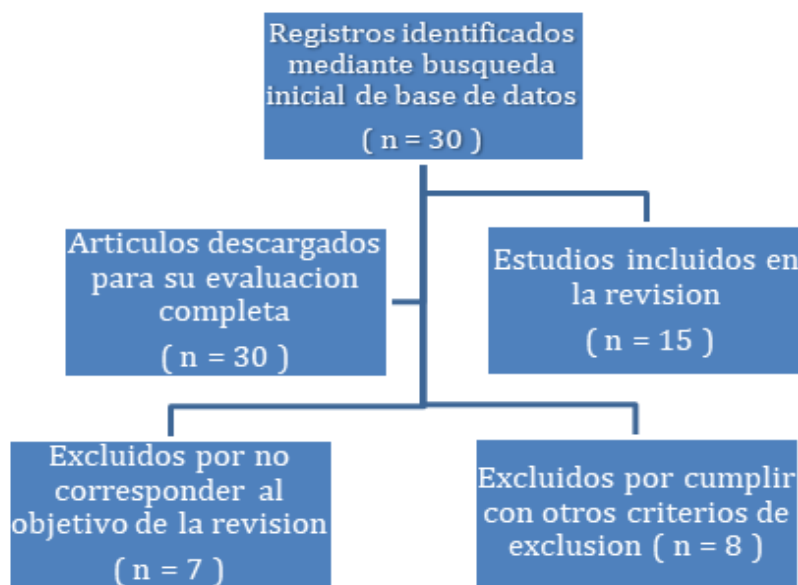 Registros identificados
mediante busqueda
inicial de base de datos
( n = 30 )
Articulos descargados
para su evaluacion
completa
( n = 30 )
Estudios incluidos en
la revision
( n = 15 )
Excluidos por no
corresponder al
objetivo de la revision
( n = 7 )
Excluidos por cumplir
con otros criterios de
exclusion ( n = 8 )